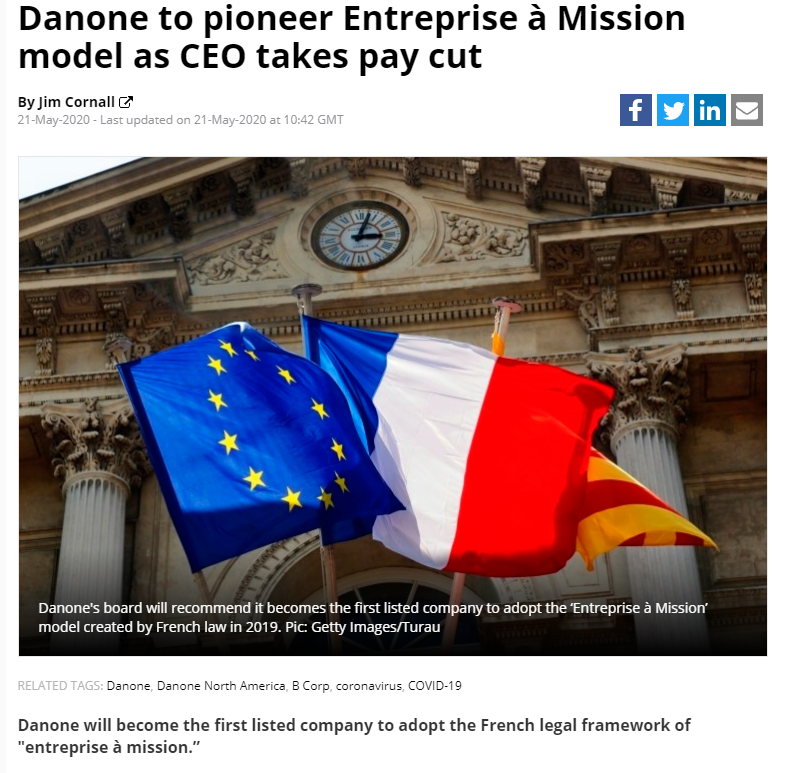 Danone to pioneer Entreprise à Mission
model as CEO takes pay cut
By Jim Cornall
21-May-2020 - Last updated on 21-May-2020 at 10:42 GMT
Danone's board will recommend it becomes the first listed company to adopt the ‘Entreprise à Mission’
model created by French law in 2019. Pic: Getty Images/Turau
RELATED TAGS: Danone, Danone North America, B Corp, coronavirus, COVID-19
Danone will become the first listed company to adopt the French legal framework of
"entreprise à mission.”